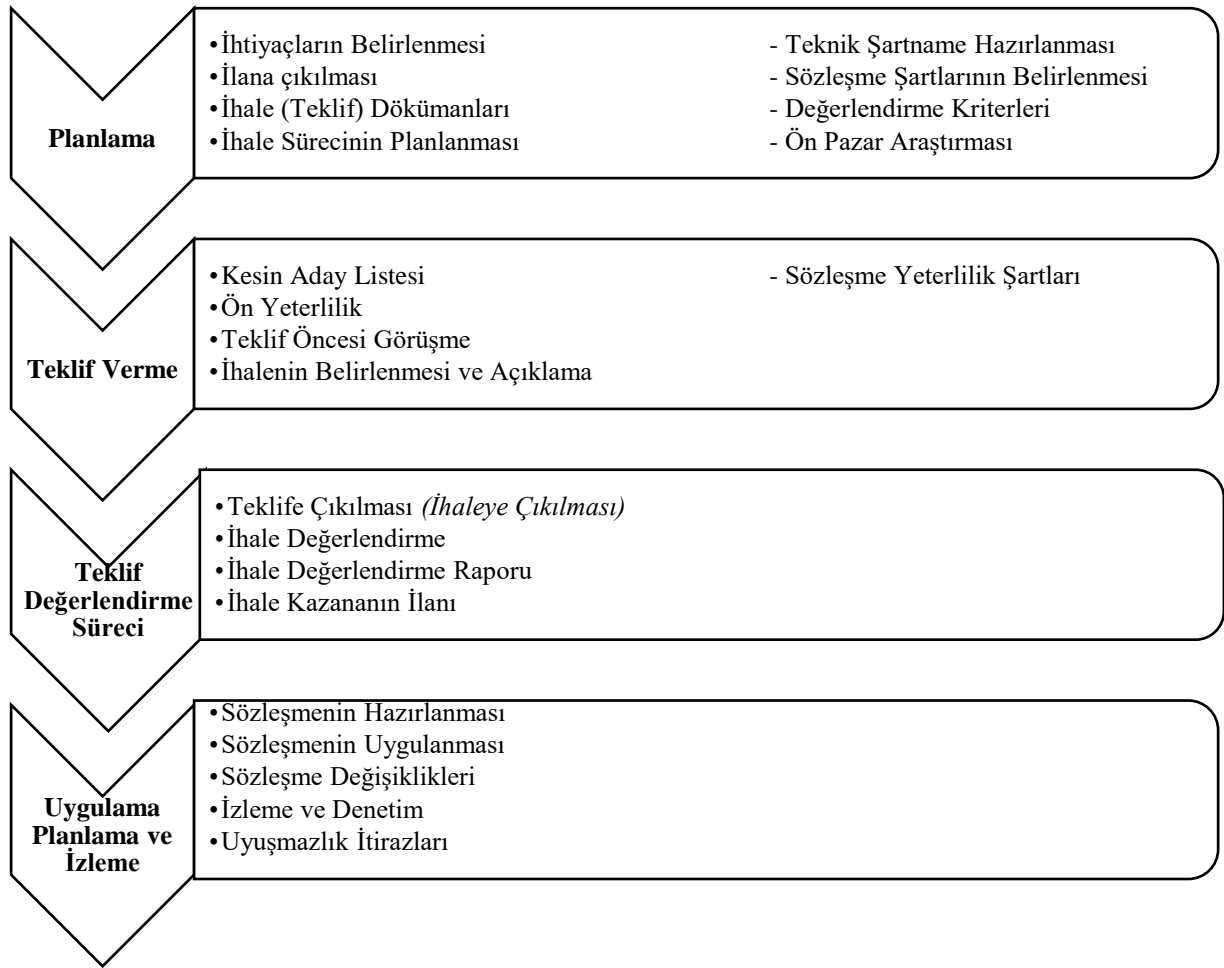 Planlama
•İhtiyaçların Belirlenmesi - Teknik Şartname Hazırlanması
•İlana çıkılması - Sözleşme Şartlarının Belirlenmesi
•İhale (Teklif) Dökümanları - Değerlendirme Kriterleri
•İhale Sürecinin Planlanması - Ön Pazar Araştırması
Teklif Verme
•Kesin Aday Listesi - Sözleşme Yeterlilik Şartları
•Ön Yeterlilik
•Teklif Öncesi Görüşme
•İhalenin Belirlenmesi ve Açıklama
Teklif
Değerlendirme
Süreci
•Teklife Çıkılması (İhaleye Çıkılması)
•İhale Değerlendirme
•İhale Değerlendirme Raporu
•İhale Kazananın İlanı
Uygulama
Planlama ve
İzleme
•Sözleşmenin Hazırlanması
•Sözleşmenin Uygulanması
•Sözleşme Değişiklikleri
•İzleme ve Denetim
•Uyuşmazlık İtirazları